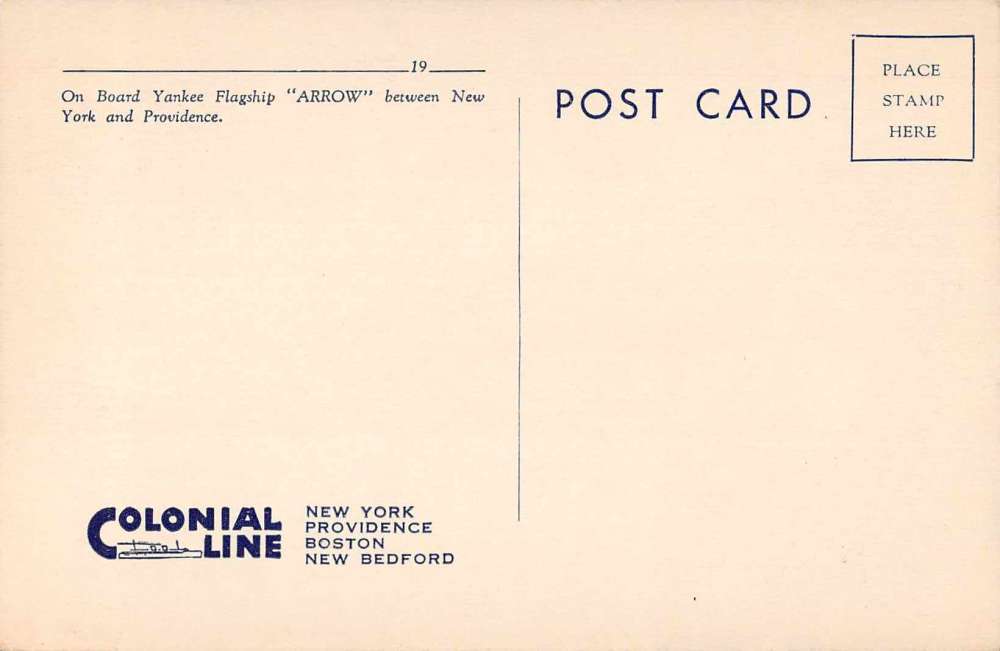 19
On Board Yankee Flagship "ARROW" between New
York and Providence.
POST CARD
PLACE
STAMP
HERE
COLONIAL
LINE
NEW YORK
PROVIDENCE
BOSTON
NEW BEDFORD